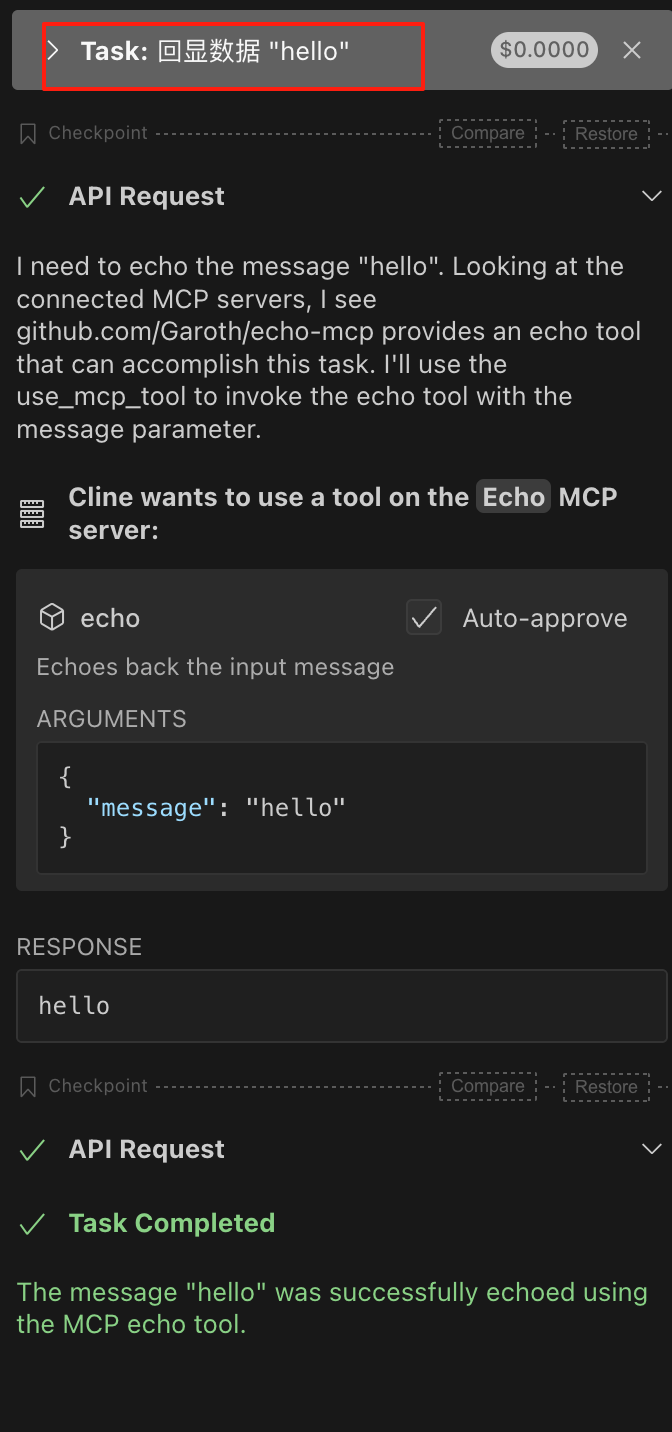 Task: 回显数据 "hello"
$0.0000
Checkpoint
Compare
Restore
API Request
I need to echo the message "hello". Looking at the
connected MCP servers, I see
github.com/Garoth/echo-mcp provides an echo tool
that can accomplish this task. I'll use the
use_mcp_tool to invoke the echo tool with the
message parameter.
Cline wants to use a tool on the Echo MCP
server:
echo
Auto-approve
Echoes back the input message
ARGUMENTS
{
"message": "hello"
}
RESPONSE
hello
Checkpoint
Compare
Restore
API Request
Task Completed
The message "hello" was successfully echoed using
the MCP echo tool.